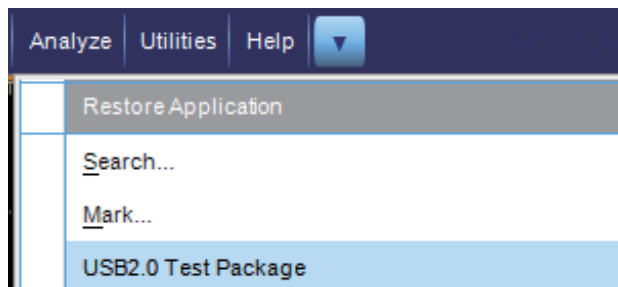 Analyze Utilities Help ▼
Restore Application
Search...
Mark...
USB2.0 Test Package